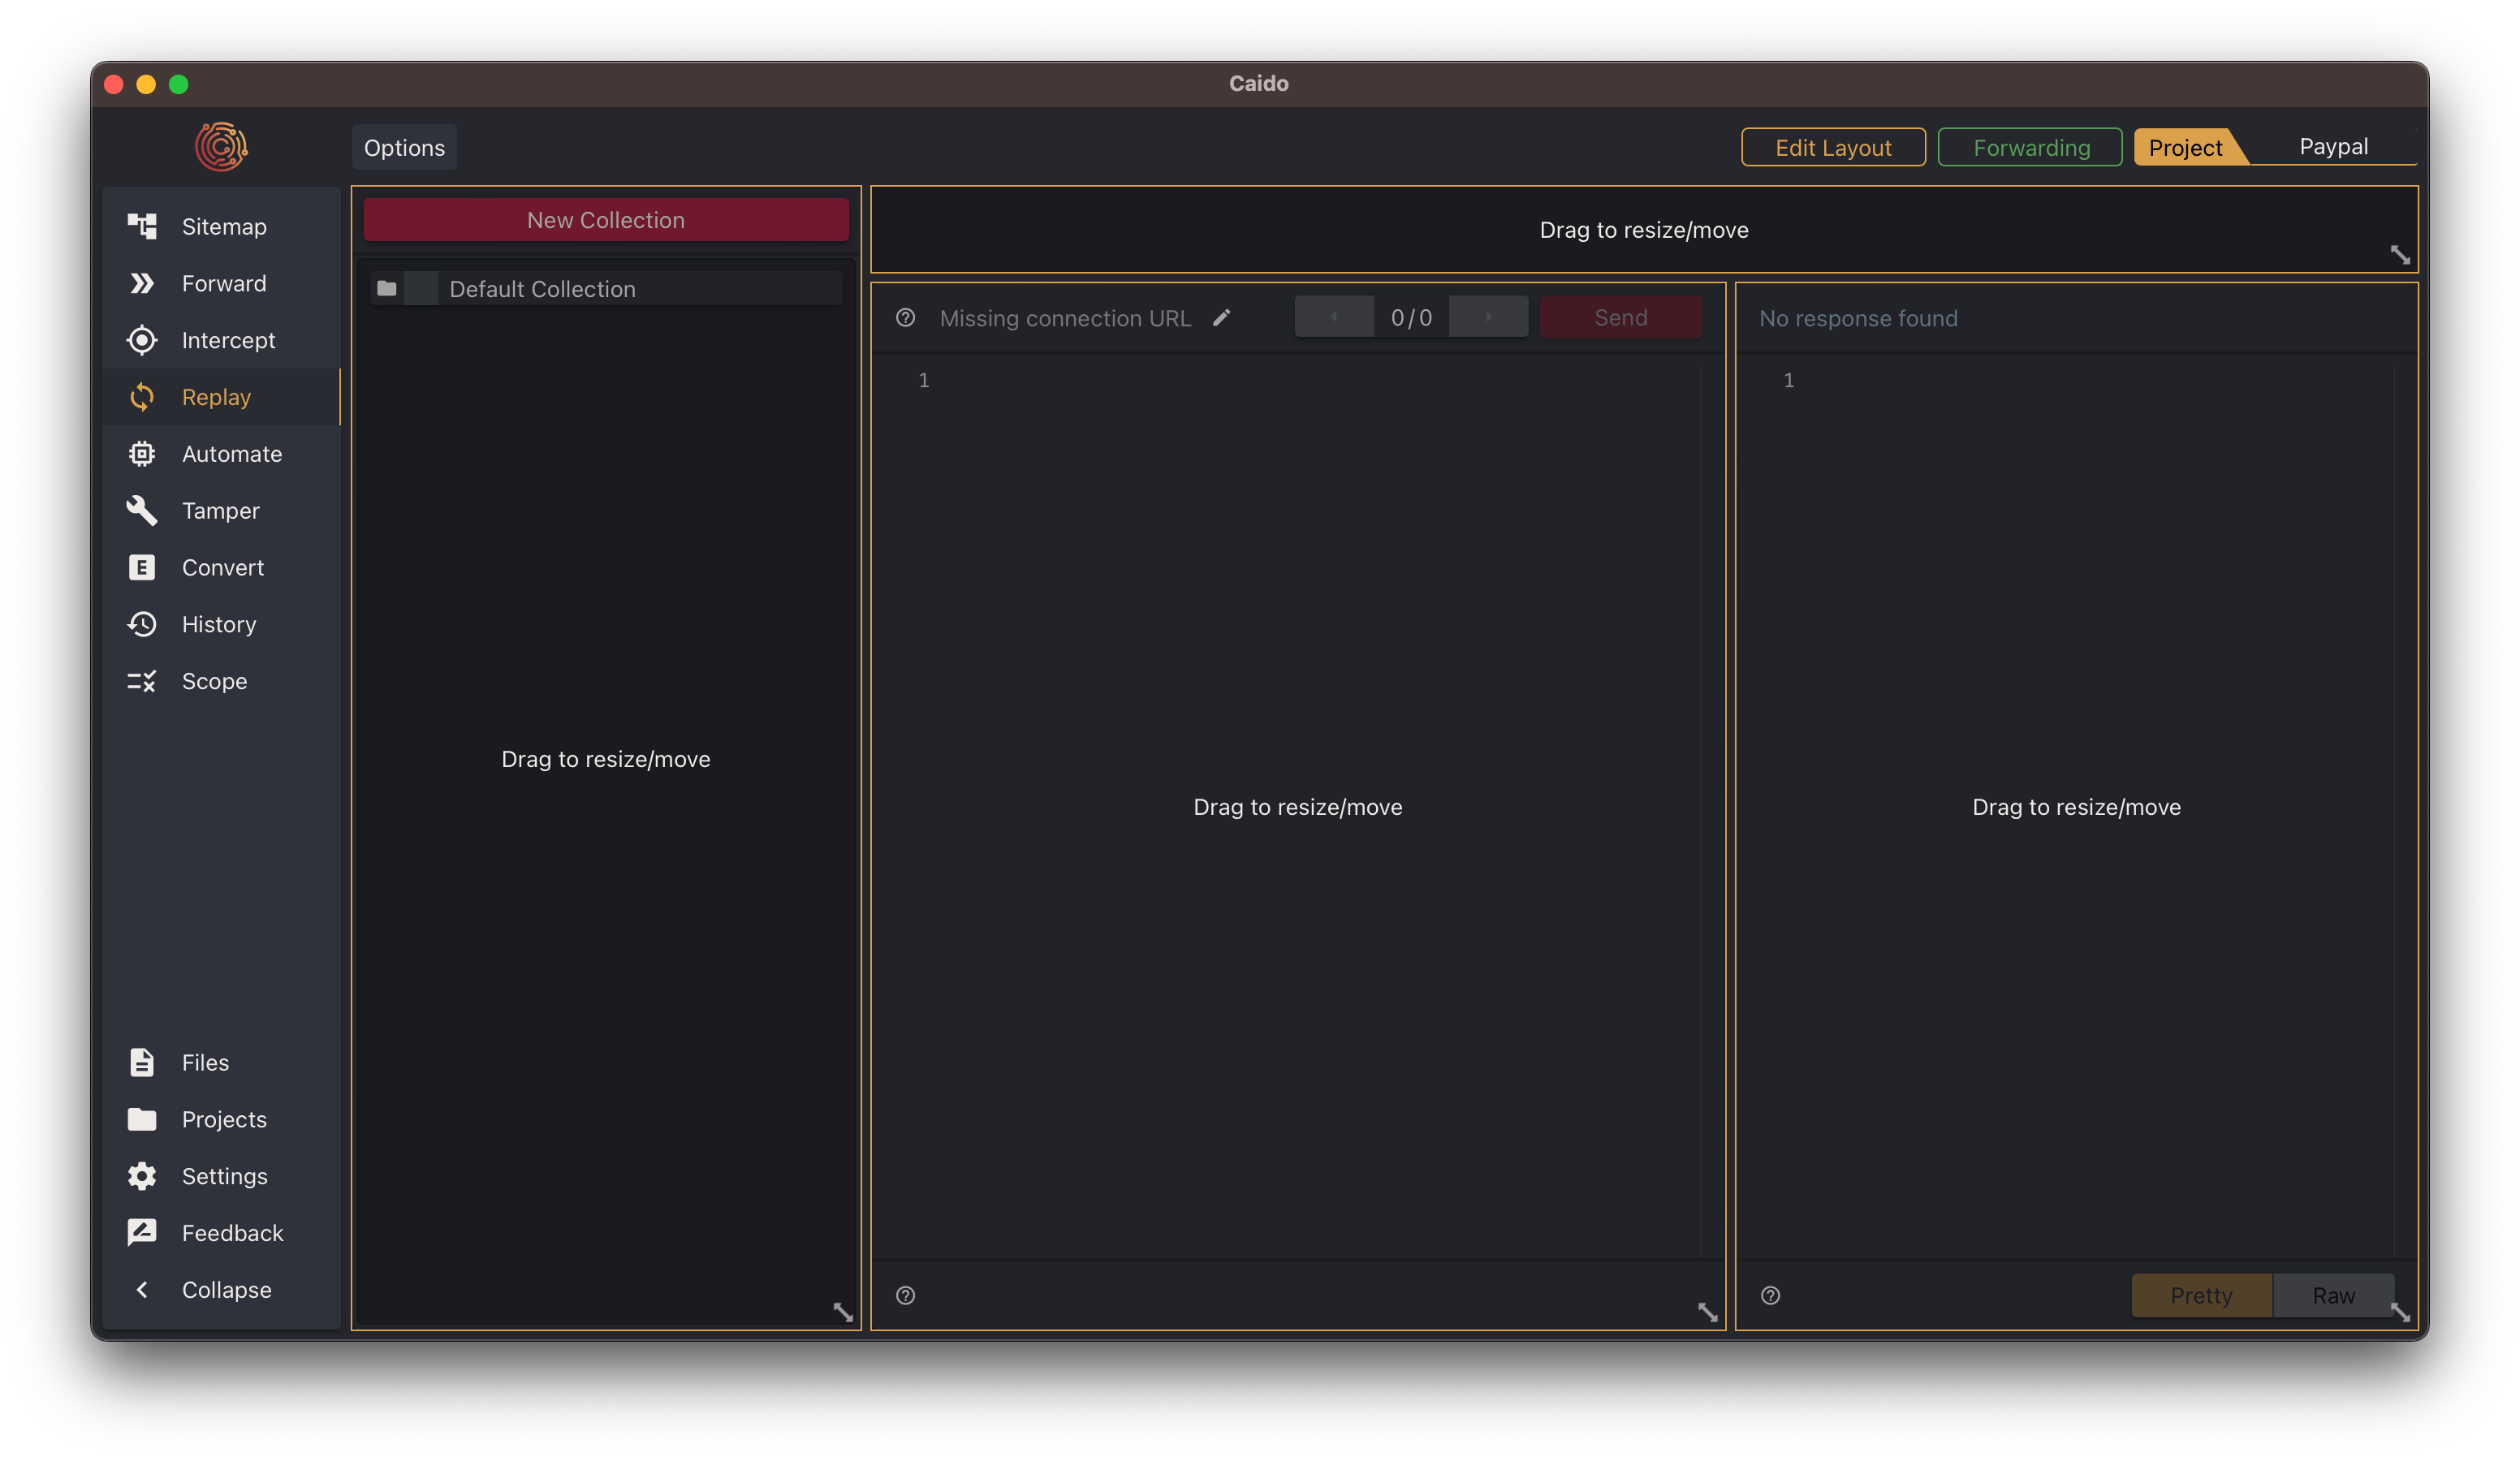 Caido
Options
Edit Layout
Forwarding
Project
Paypal
Sitemap
Forward
Intercept
Replay
Automate
Tamper
Convert
History
Scope
Files
Projects
Settings
Feedback
Collapse
New Collection
Default Collection
Drag to resize/move
Drag to resize/move
Missing connection URL
0/0
Send
1
Drag to resize/move
No response found
1
Drag to resize/move
Pretty
Raw